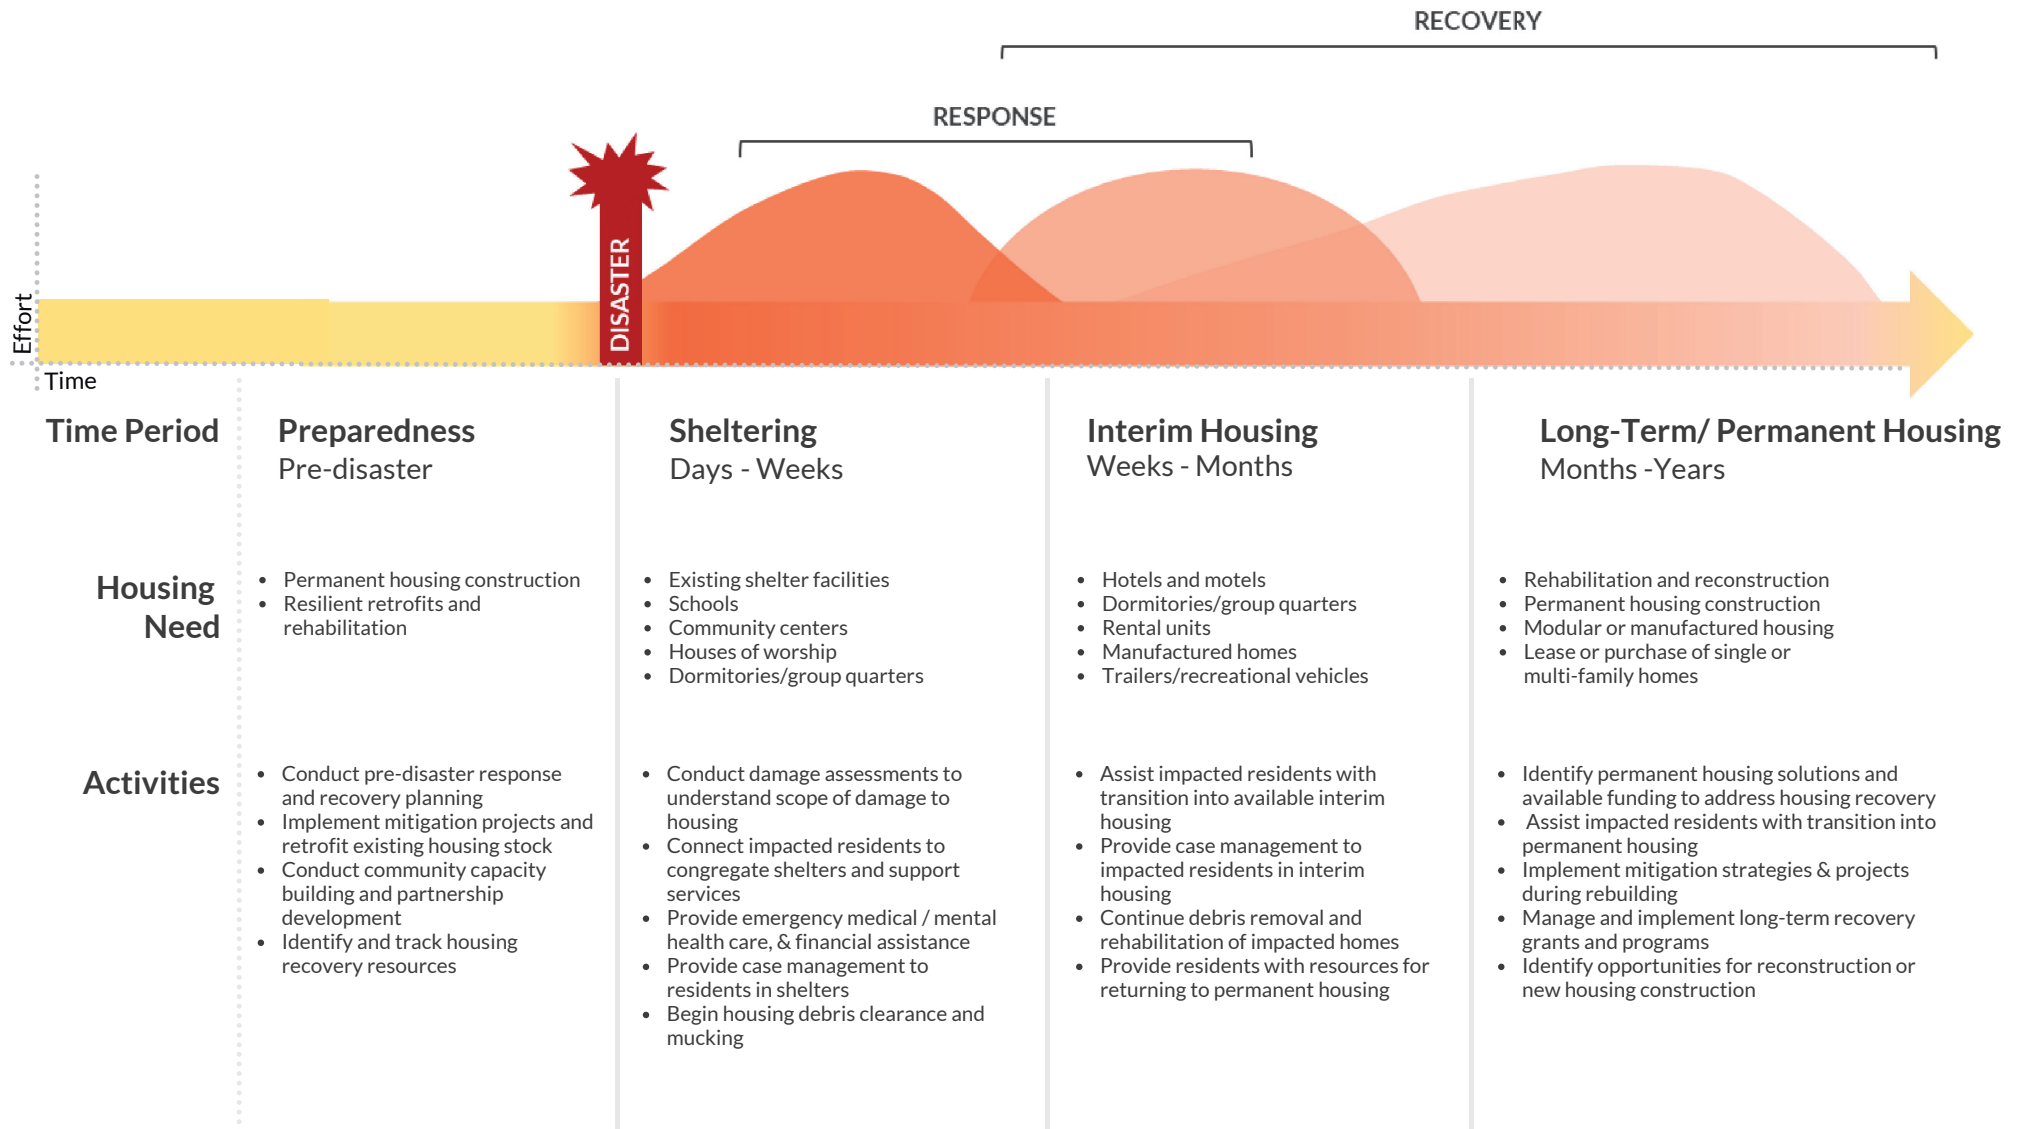 RECOVERY
RESPONSE
DISASTER
Effort
Time
Time Period
Preparedness
Pre-disaster
Sheltering
Days - Weeks
Interim Housing
Weeks - Months
Long-Term/ Permanent Housing
Months -Years
Housing
Need
• Permanent housing construction
• Resilient retrofits and
rehabilitation
• Existing shelter facilities
• Schools
• Community centers
• Houses of worship
• Dormitories/group quarters
• Hotels and motels
• Dormitories/group quarters
• Rental units
• Manufactured homes
• Trailers/recreational vehicles
• Rehabilitation and reconstruction
• Permanent housing construction
• Modular or manufactured housing
• Lease or purchase of single or
multi-family homes
Activities
• Conduct pre-disaster response
and recovery planning
• Implement mitigation projects and
retrofit existing housing stock
• Conduct community capacity
building and partnership
development
• Identify and track housing
recovery resources
• Conduct damage assessments to
understand scope of damage to
housing
• Connect impacted residents to
congregate shelters and support
services
• Provide emergency medical / mental
health care, & financial assistance
• Provide case management to
residents in shelters
• Begin housing debris clearance and
mucking
• Assist impacted residents with
transition into available interim
housing
• Provide case management to
impacted residents in interim
housing
• Continue debris removal and
rehabilitation of impacted homes
• Provide residents with resources for
returning to permanent housing
• Identify permanent housing solutions and
available funding to address housing recovery
• Assist impacted residents with transition into
permanent housing
• Implement mitigation strategies & projects
during rebuilding
• Manage and implement long-term recovery
grants and programs
• Identify opportunities for reconstruction or
new housing construction